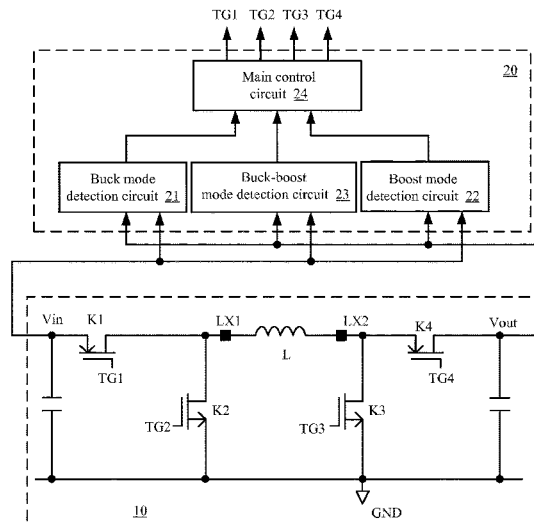 TG1 TG2 TG3 TG4
20
Main control
circuit 24
Buck mode
detection circuit 21
Buck-boost
mode detection circuit 23
Boost mode
detection circuit 22
Vin K1 LX1 LX2 K4 Vout
TG1 L TG4
TG2 K2 TG3 K3
10 GND